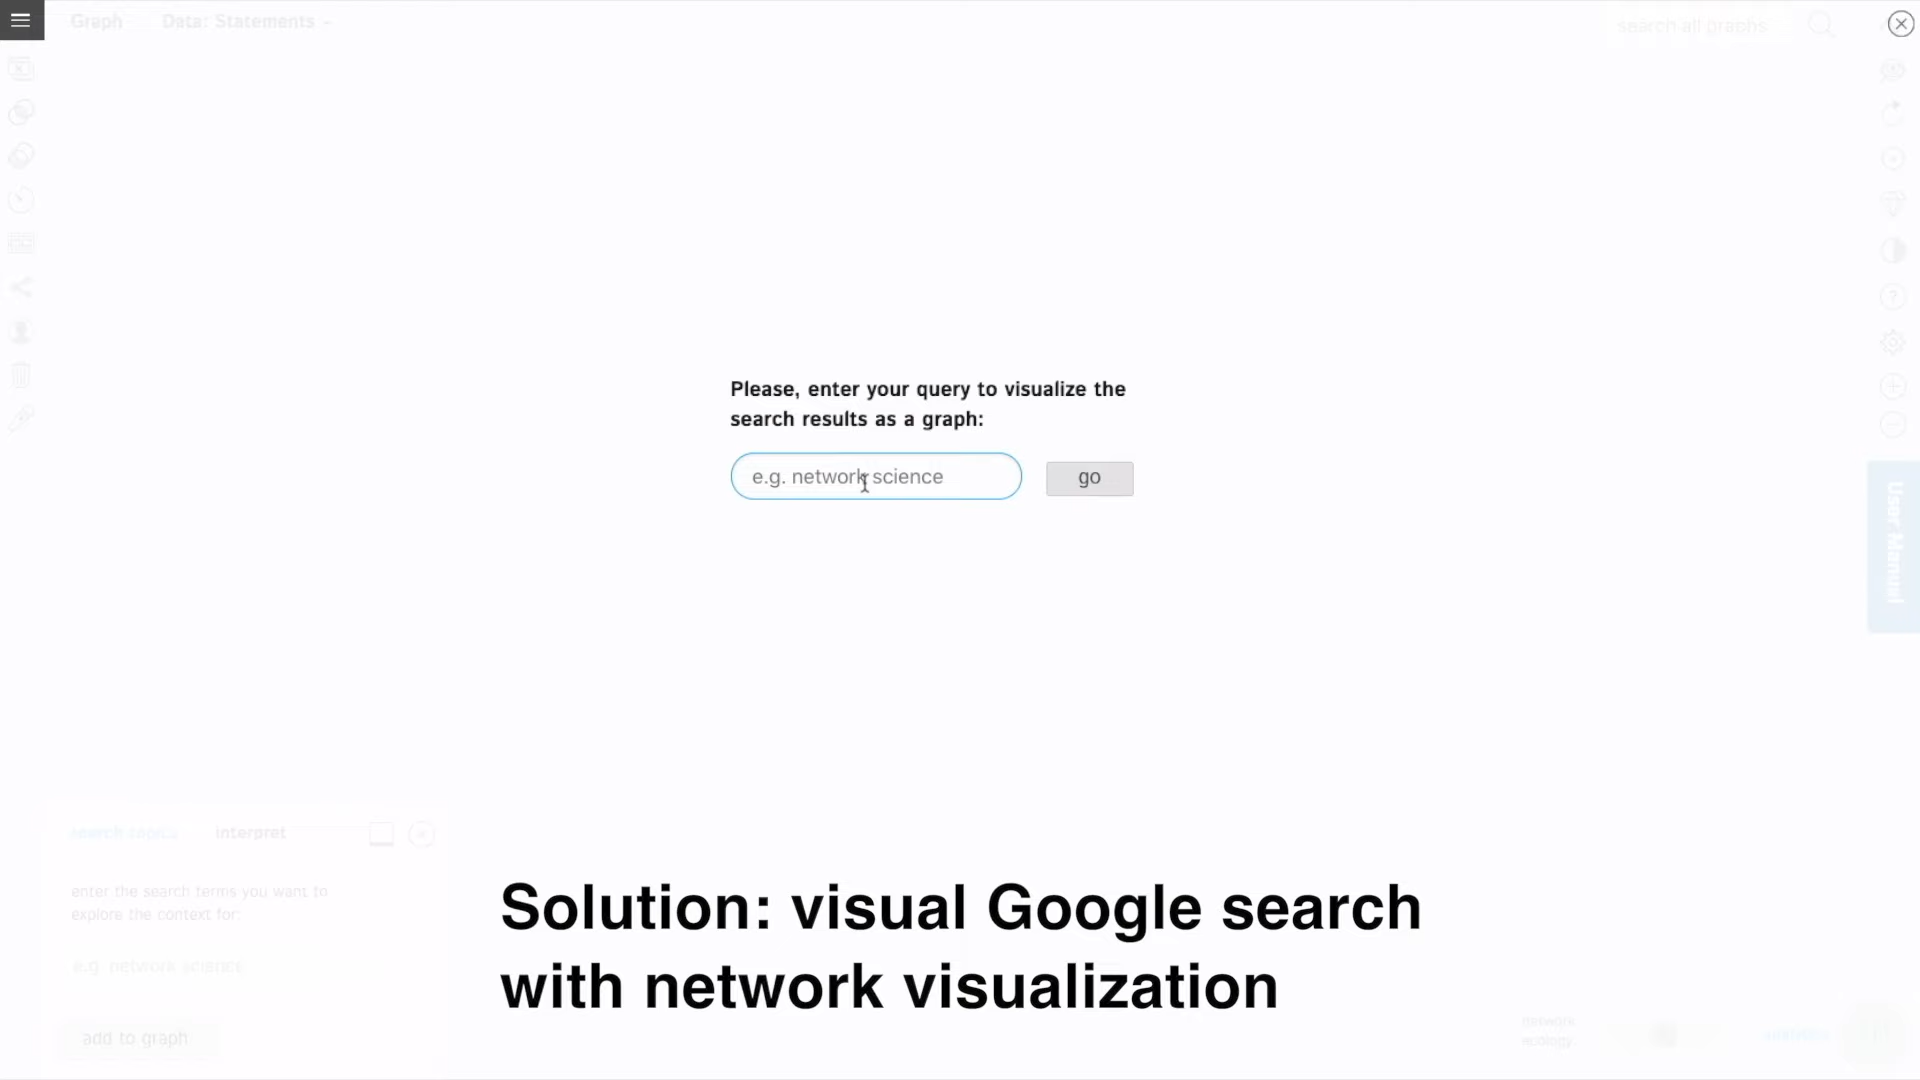 Graph Data: Statements
search all graphs
Please, enter your query to visualize the
search results as a graph:
e.g. network science
go
User Manual
interpret
enter the search terms you want to
explore the context for:
e.g. network science
add to graph
Solution: visual Google search
with network visualization
network
ecology